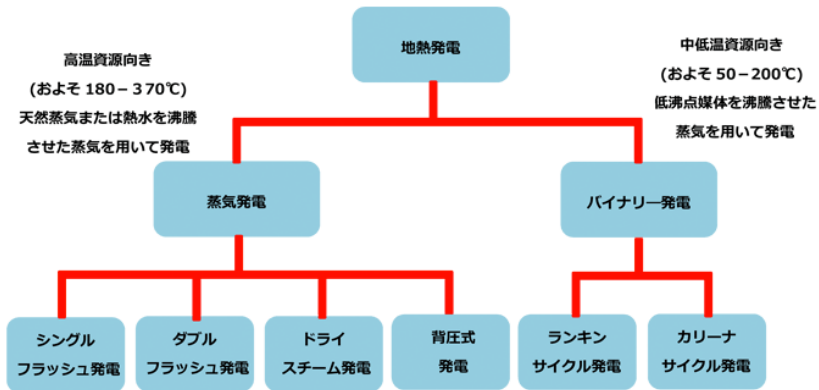 地熱発電
高温資源向き
(およそ 180－３70℃)
天然蒸気または熱水を沸騰
させた蒸気を用いて発電
中低温資源向き
(およそ 50－200℃)
低沸点媒体を沸騰させた
蒸気を用いて発電
蒸気発電
バイナリ―発電
シングル
フラッシュ発電
ダブル
フラッシュ発電
ドライ
スチーム発電
背圧式
発電
ランキン
サイクル発電
カリーナ
サイクル発電